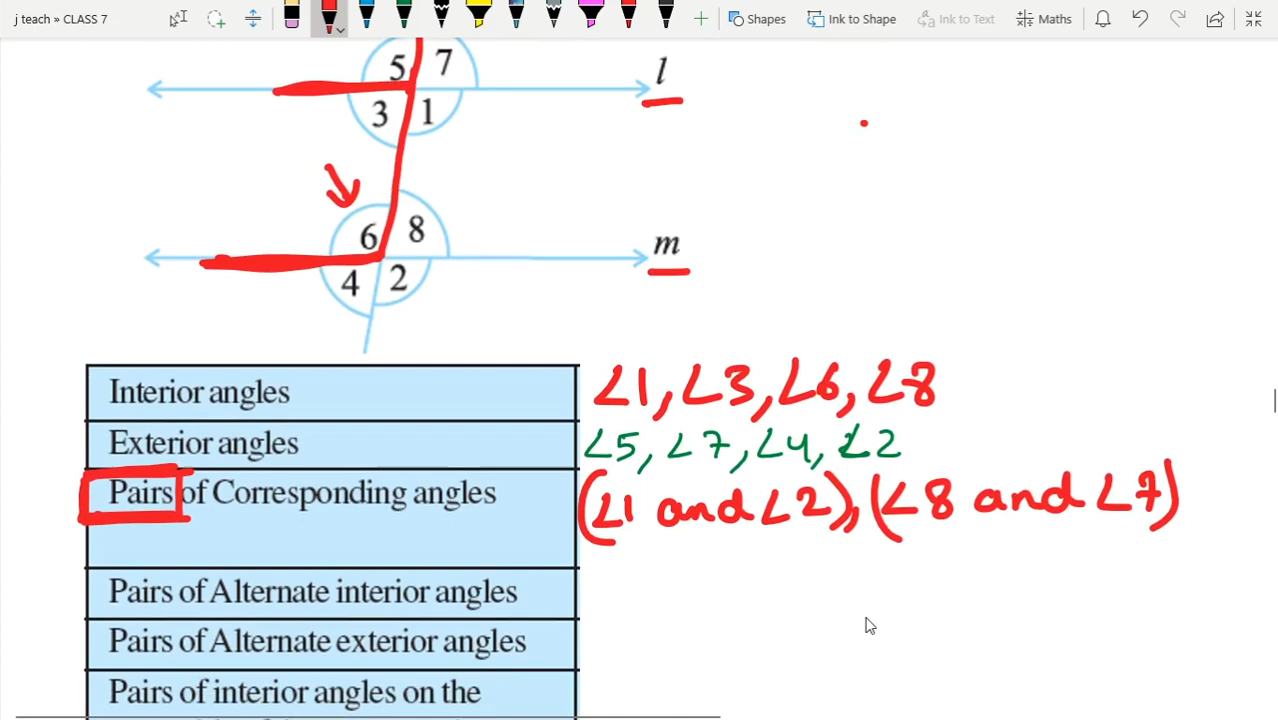 j teach » CLASS 7
Shapes Ink to Shape Ink to Text Maths
5 7 l
3 1
6 8 m
4 2
Interior angles ∠1, ∠3, ∠6, ∠8
Exterior angles ∠5, ∠7, ∠4, ∠2
Pairs of Corresponding angles (∠1 and ∠2), (∠8 and ∠7)
Pairs of Alternate interior angles
Pairs of Alternate exterior angles
Pairs of interior angles on the